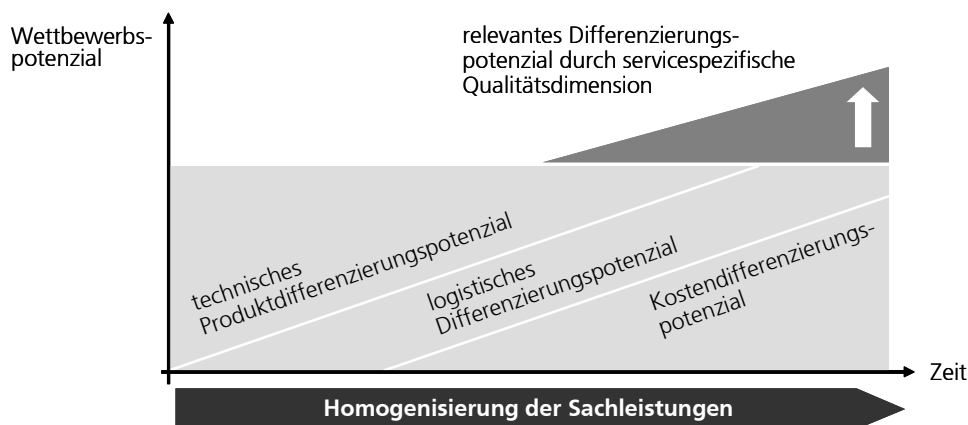 Wettbewerbs-
potenzial
relevantes Differenzierungs-
potenzial durch servicespezifische
Qualitätsdimension
technisches
Produktdifferenzierungspotenzial
logistisches
Differenzierungspotenzial
Kostendifferenzierungs-
potenzial
Zeit
Homogenisierung der Sachleistungen